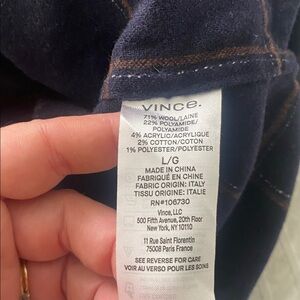 VINCE.
71% WOOL/LAINE
22% POLYAMIDE/
POLYAMIDE
4% ACRYLIC/ACRYLIQUE
2% COTTON/COTON
1% POLYESTER/POLYESTER
L/G
MADE IN CHINA
FABRIQUÉ EN CHINE
FABRIC ORIGIN: ITALY
TISSU ORIGINE: ITALIE
RN#106730
Vince, LLC
500 Fifth Avenue, 20th Floor
New York, NY 10110
11 Rue Saint Florentin
75008 Paris France
SEE REVERSE FOR CARE
VOIR AU VERSO POUR LES SOINS